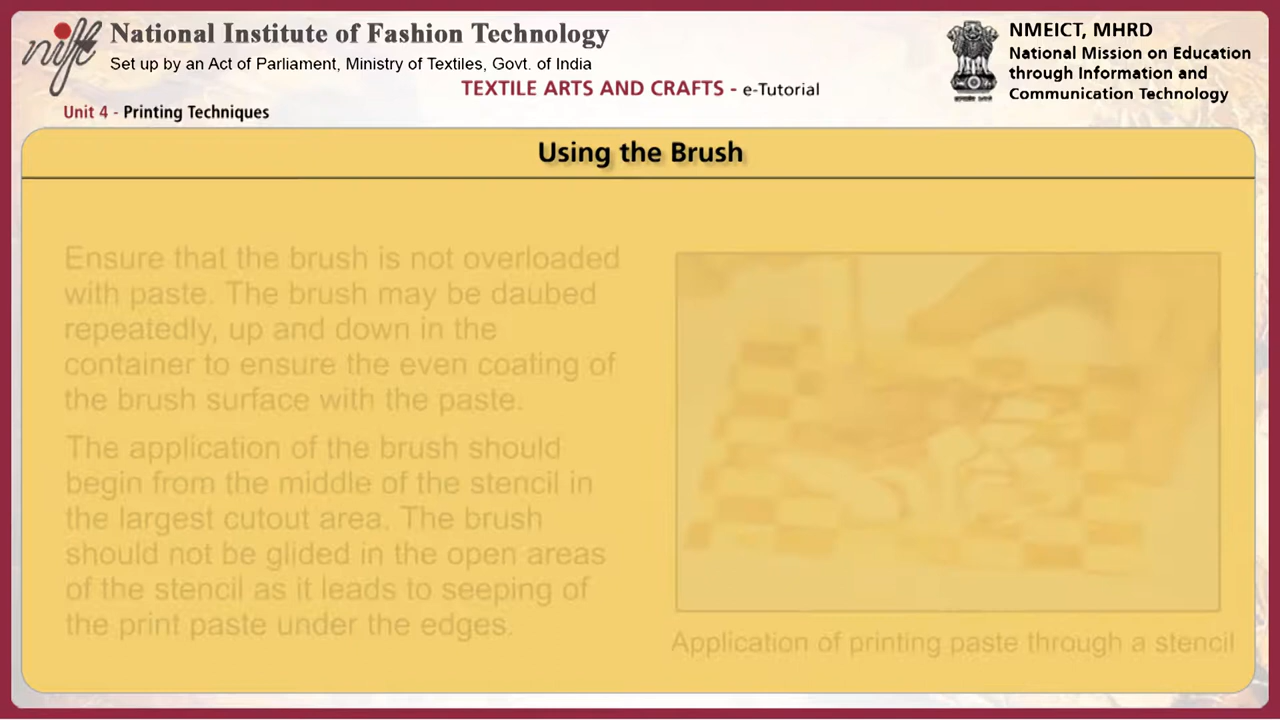 nift
National Institute of Fashion Technology
Set up by an Act of Parliament, Ministry of Textiles, Govt. of India
NMEICT, MHRD
National Mission on Education
through Information and
Communication Technology
TEXTILE ARTS AND CRAFTS - e-Tutorial
Unit 4 - Printing Techniques
Using the Brush
Ensure that the brush is not overloaded
with paste. The brush may be daubed
repeatedly, up and down in the
container to ensure the even coating of
the brush surface with the paste.
The application of the brush should
begin from the middle of the stencil in
the largest cutout area. The brush
should not be glided in the open areas
of the stencil as it leads to seeping of
the print paste under the edges.
Application of printing paste through a stencil